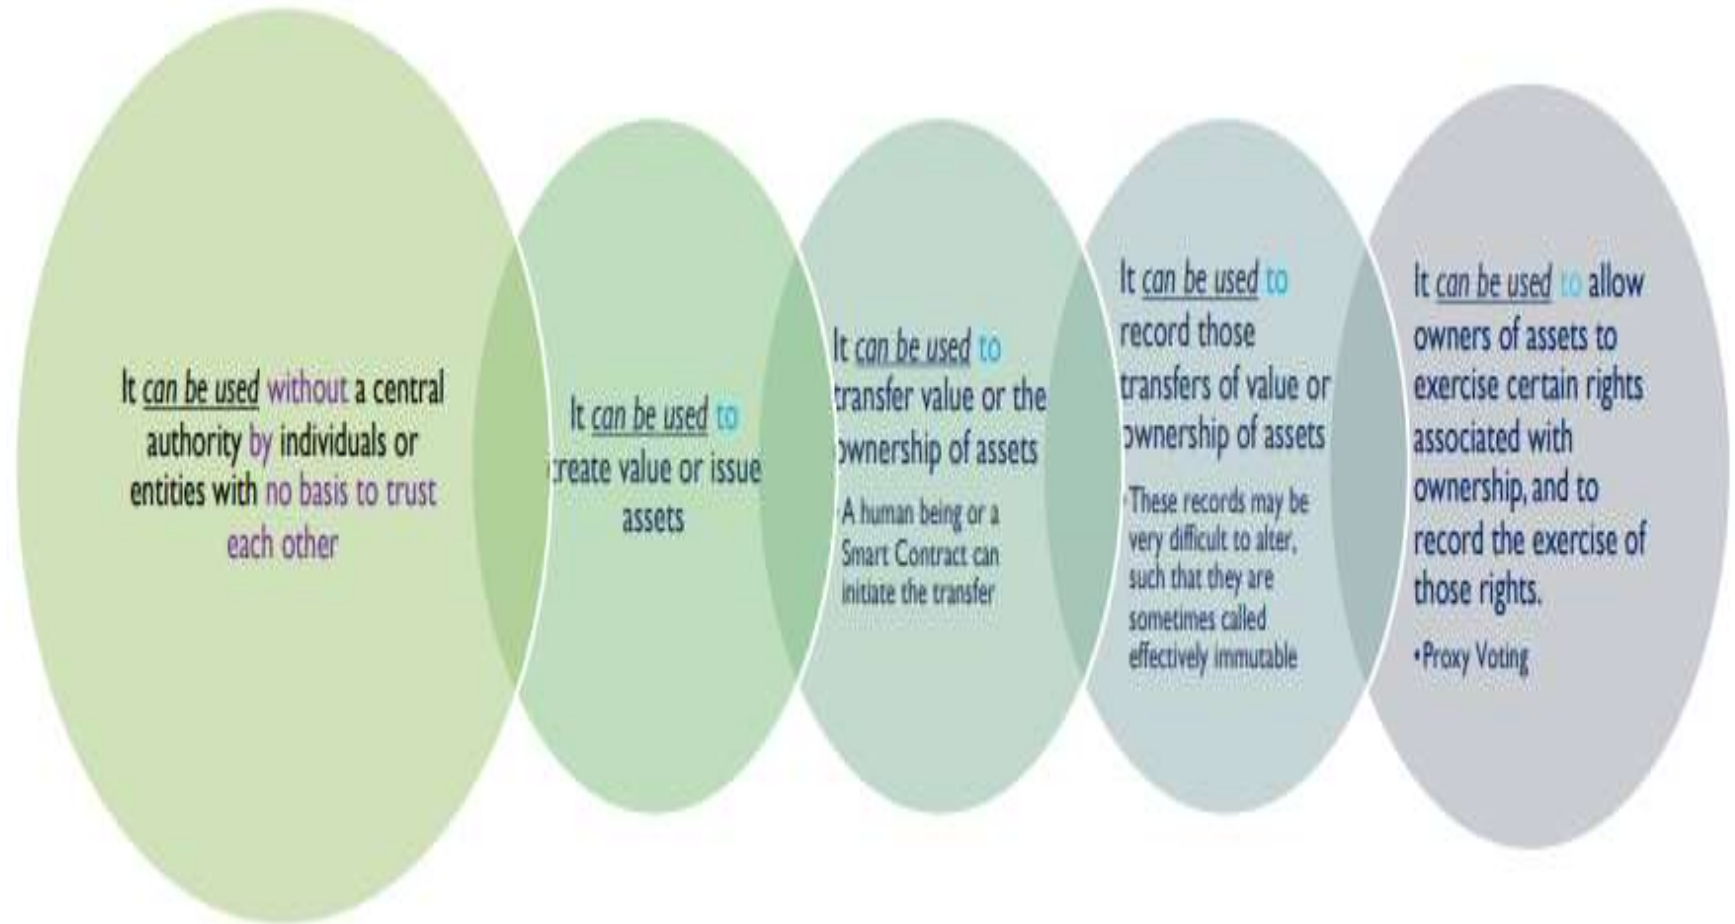 It can be used without a central
authority by individuals or
entities with no basis to trust
each other
It can be used to
create value or issue
assets
It can be used to
transfer value or the
ownership of assets
A human being or a
Smart Contract can
initiate the transfer
It can be used to
record those
transfers of value or
ownership of assets
•These records may be
very difficult to alter,
such that they are
sometimes called
effectively immutable
It can be used to allow
owners of assets to
exercise certain rights
associated with
ownership, and to
record the exercise of
those rights.
•Proxy Voting